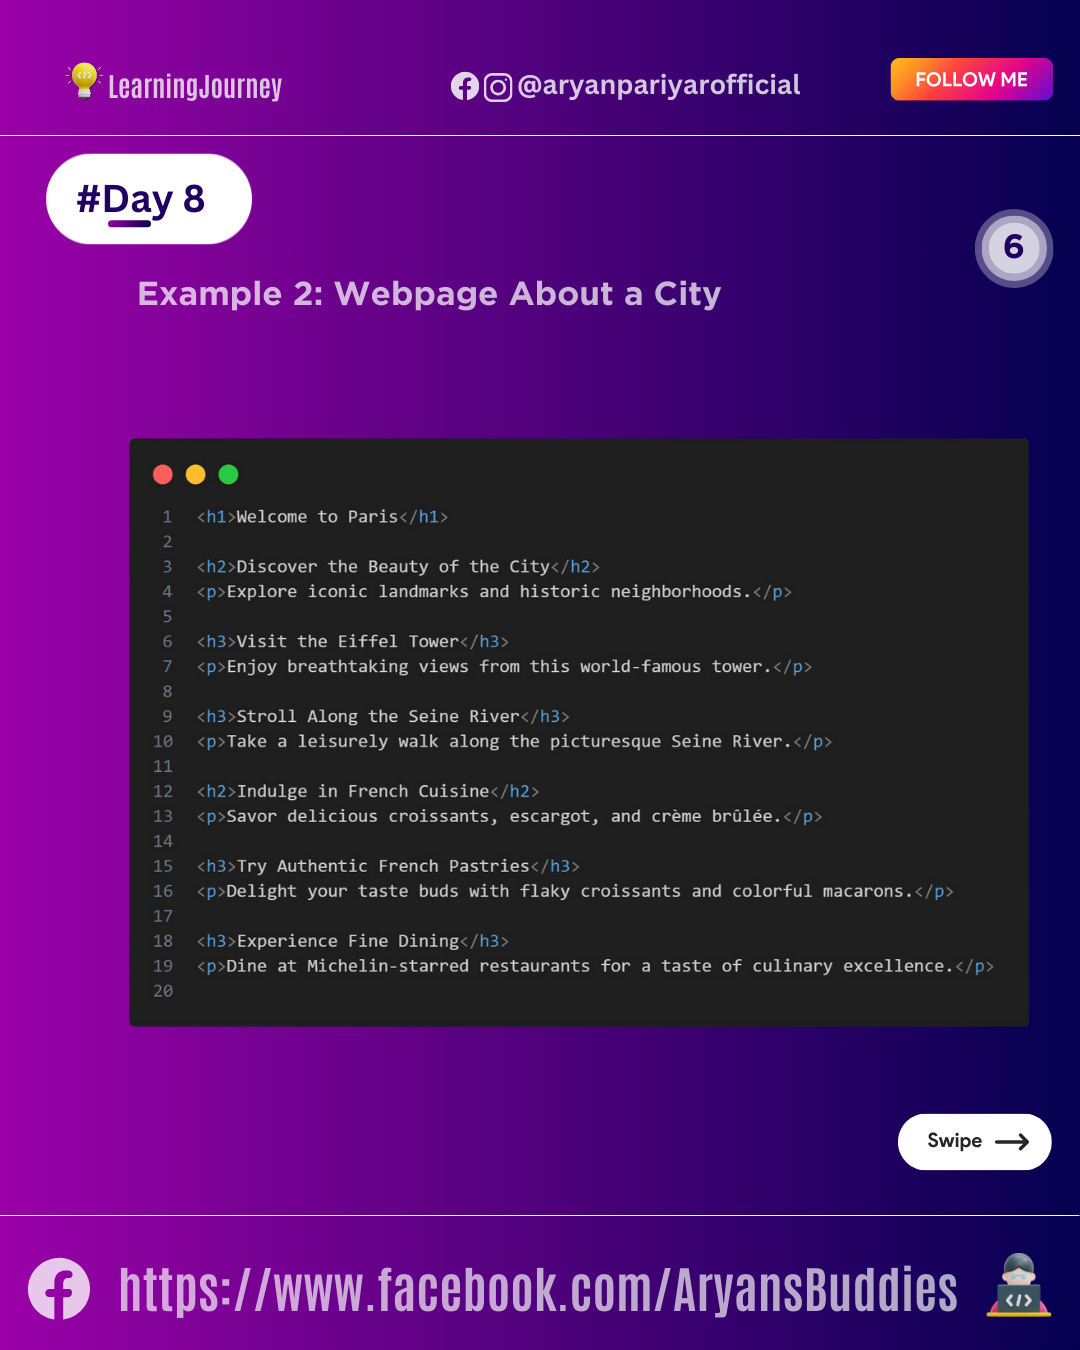 LearningJourney
@aryanpariyarofficial
FOLLOW ME
#Day 8
6
Example 2: Webpage About a City
1 <h1>Welcome to Paris</h1>
2
3 <h2>Discover the Beauty of the City</h2>
4 <p>Explore iconic landmarks and historic neighborhoods.</p>
5
6 <h3>Visit the Eiffel Tower</h3>
7 <p>Enjoy breathtaking views from this world-famous tower.</p>
8
9 <h3>Stroll Along the Seine River</h3>
10 <p>Take a leisurely walk along the picturesque Seine River.</p>
11
12 <h2>Indulge in French Cuisine</h2>
13 <p>Savor delicious croissants, escargot, and crème brûlée.</p>
14
15 <h3>Try Authentic French Pastries</h3>
16 <p>Delight your taste buds with flaky croissants and colorful macarons.</p>
17
18 <h3>Experience Fine Dining</h3>
19 <p>Dine at Michelin-starred restaurants for a taste of culinary excellence.</p>
20
Swipe
https://www.facebook.com/AryansBuddies